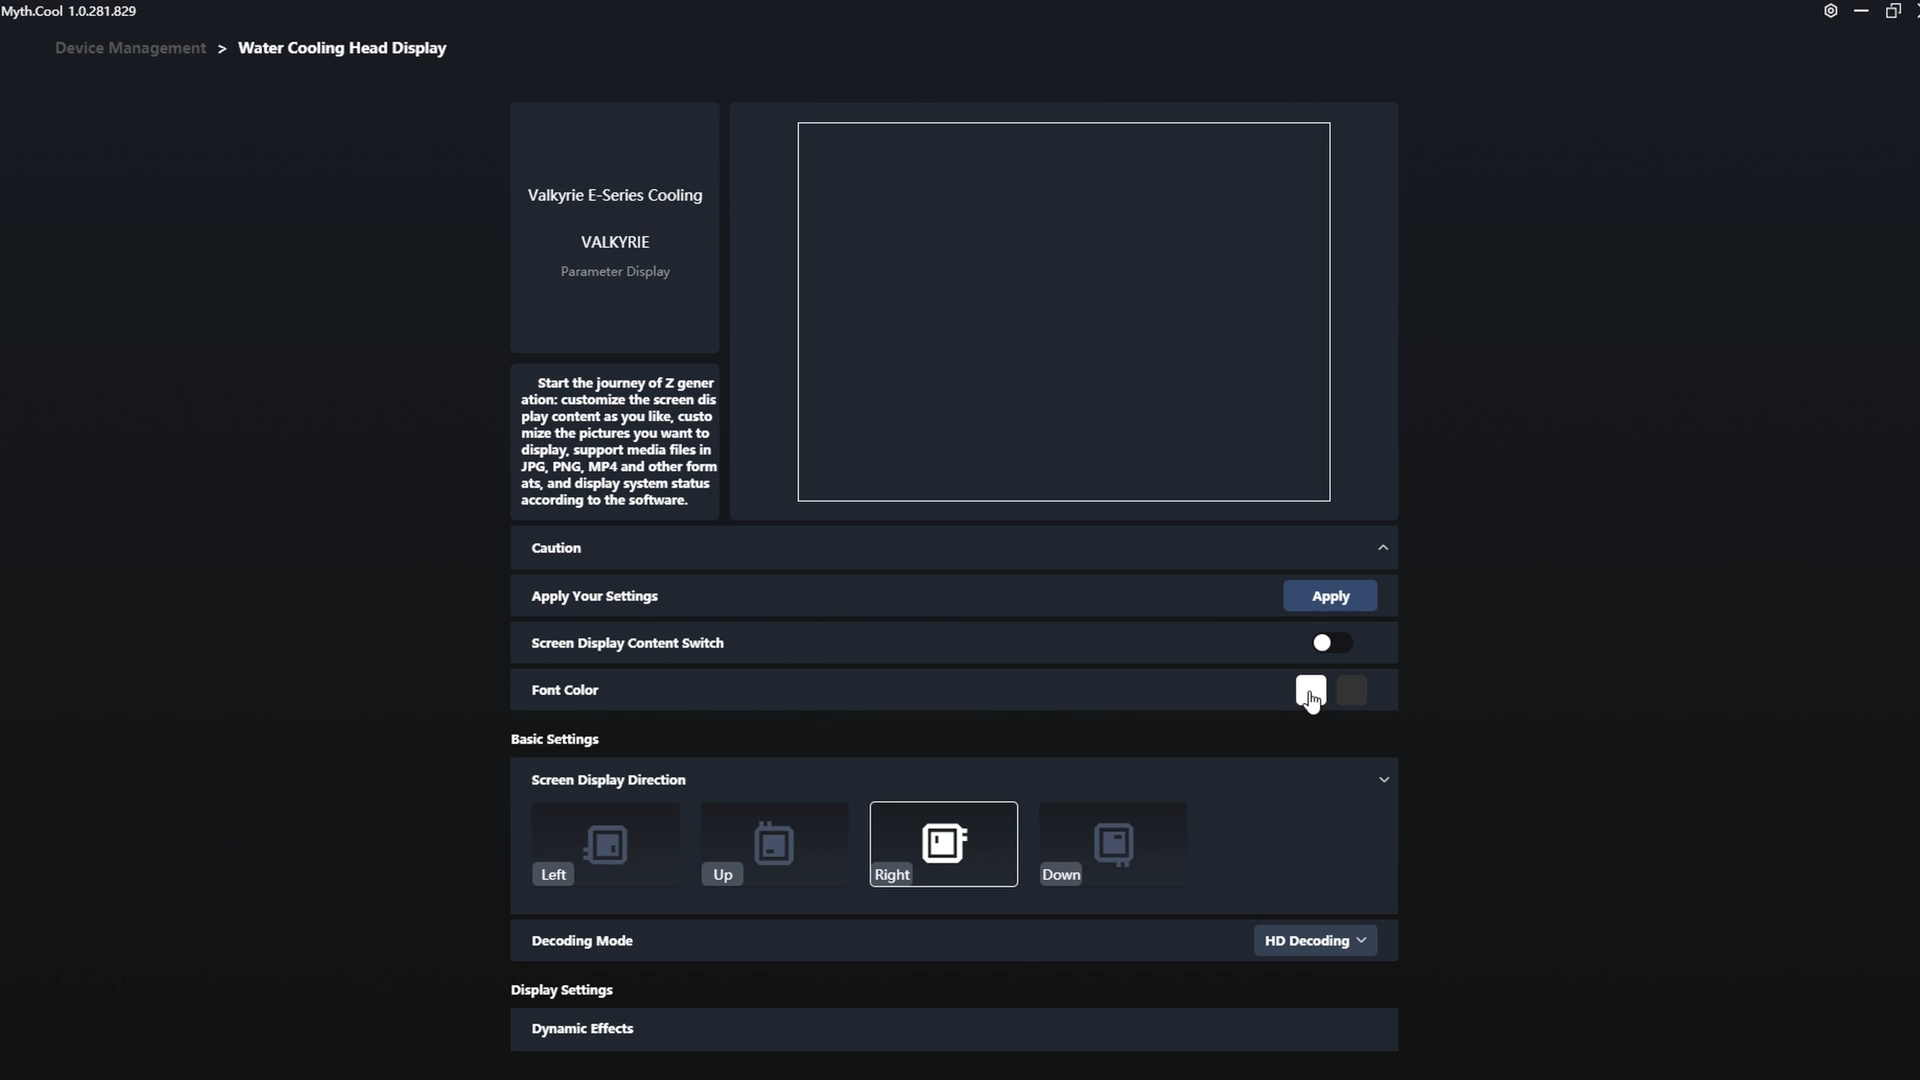 Myth.Cool 1.0.281.829
Device Management > Water Cooling Head Display
Valkyrie E-Series Cooling
VALKYRIE
Parameter Display
Start the journey of Z gener
ation: customize the screen dis
play content as you like, custo
mize the pictures you want to
display, support media files in
JPG, PNG, MP4 and other form
ats, and display system status
according to the software.
Caution
Apply Your Settings
Apply
Screen Display Content Switch
Font Color
Basic Settings
Screen Display Direction
Left
Up
Right
Down
Decoding Mode
HD Decoding
Display Settings
Dynamic Effects